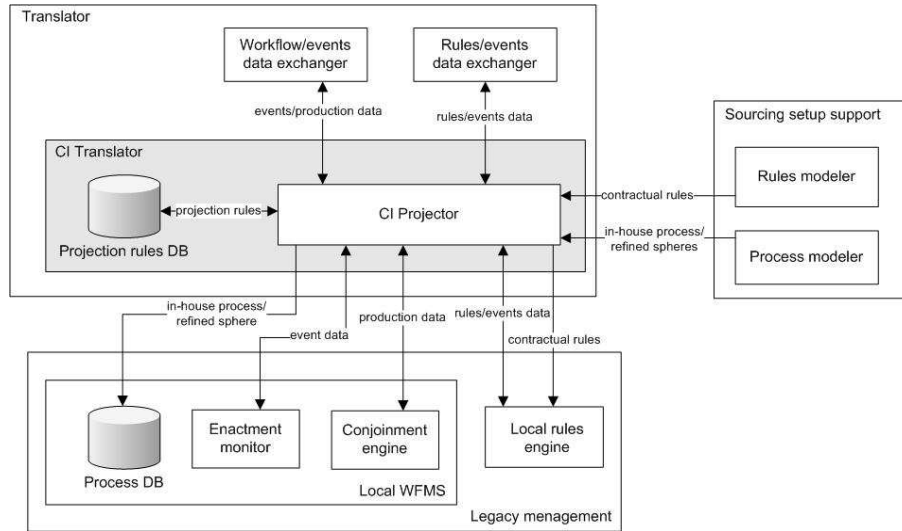 Translator
Workflow/events
data exchanger
Rules/events
data exchanger
events/production data
rules/events data
Sourcing setup support
CI Translator
Rules modeler
contractual rules
projection rules
CI Projector
in-house process/
refined spheres
Process modeler
Projection rules DB
in-house process/
refined sphere
production data
rules/events data
event data
contractual rules
Enactment
monitor
Conjoinment
engine
Local rules
engine
Process DB
Local WFMS
Legacy menagement